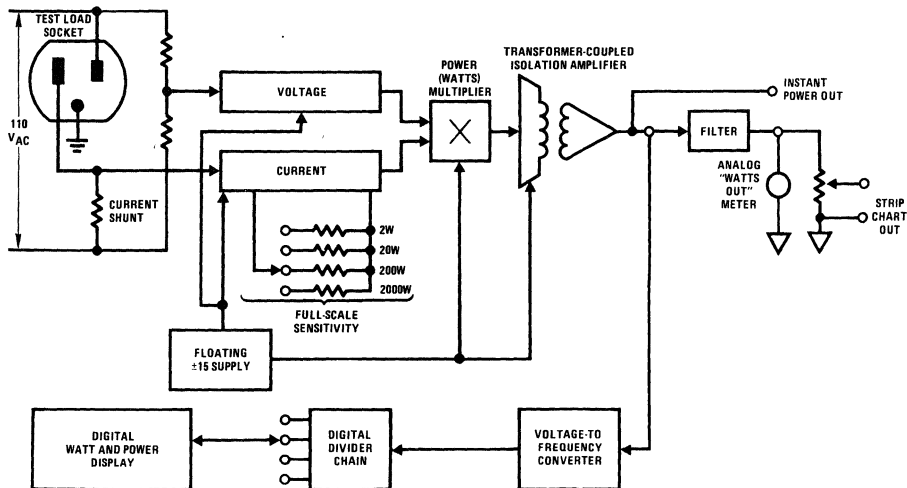 TEST LOAD
SOCKET
110
VAC
CURRENT
SHUNT
VOLTAGE
CURRENT
2W
20W
200W
2000W
FULL-SCALE
SENSITIVITY
FLOATING
±15 SUPPLY
POWER
(WATTS)
MULTIPLIER
X
TRANSFORMER-COUPLED
ISOLATION AMPLIFIER
INSTANT
POWER OUT
FILTER
ANALOG
"WATTS
OUT"
METER
STRIP
CHART
OUT
DIGITAL
WATT AND POWER
DISPLAY
DIGITAL
DIVIDER
CHAIN
VOLTAGE-TO
FREQUENCY
CONVERTER